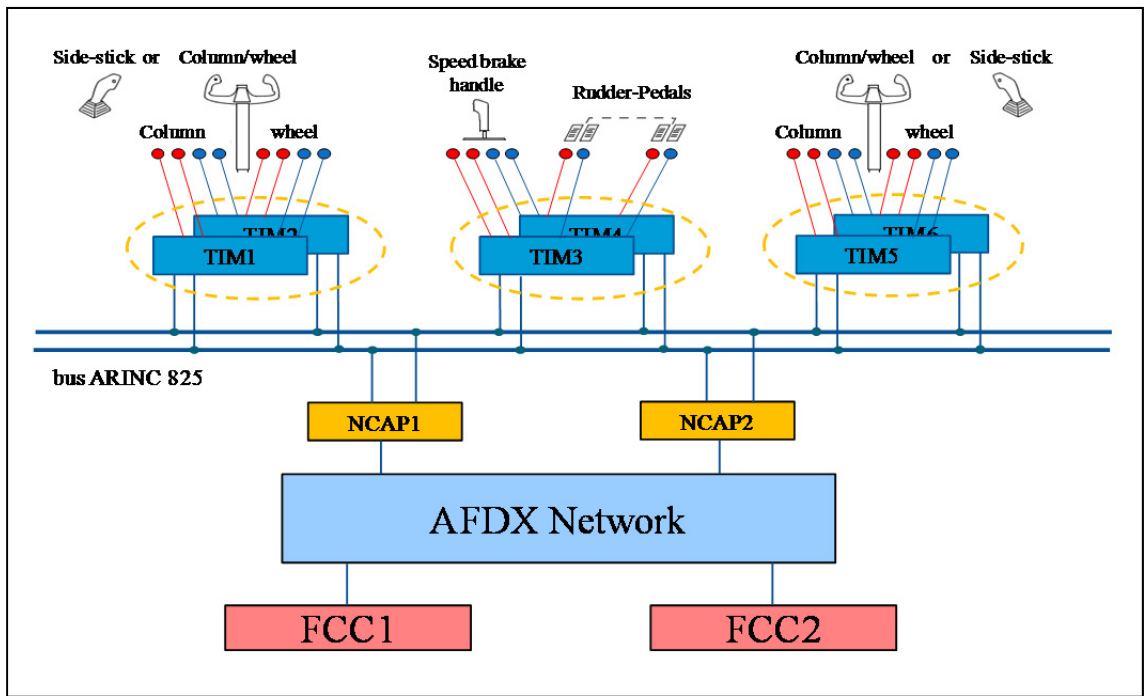 Side-stick or Column/wheel
Speed brake
handle
Rudder-Pedals
Column/wheel or Side-stick
Column wheel
Column wheel
TIM2
TIM1
TIM4
TIM3
TIM6
TIM5
bus ARINC 825
NCAP1
NCAP2
AFDX Network
FCC1
FCC2